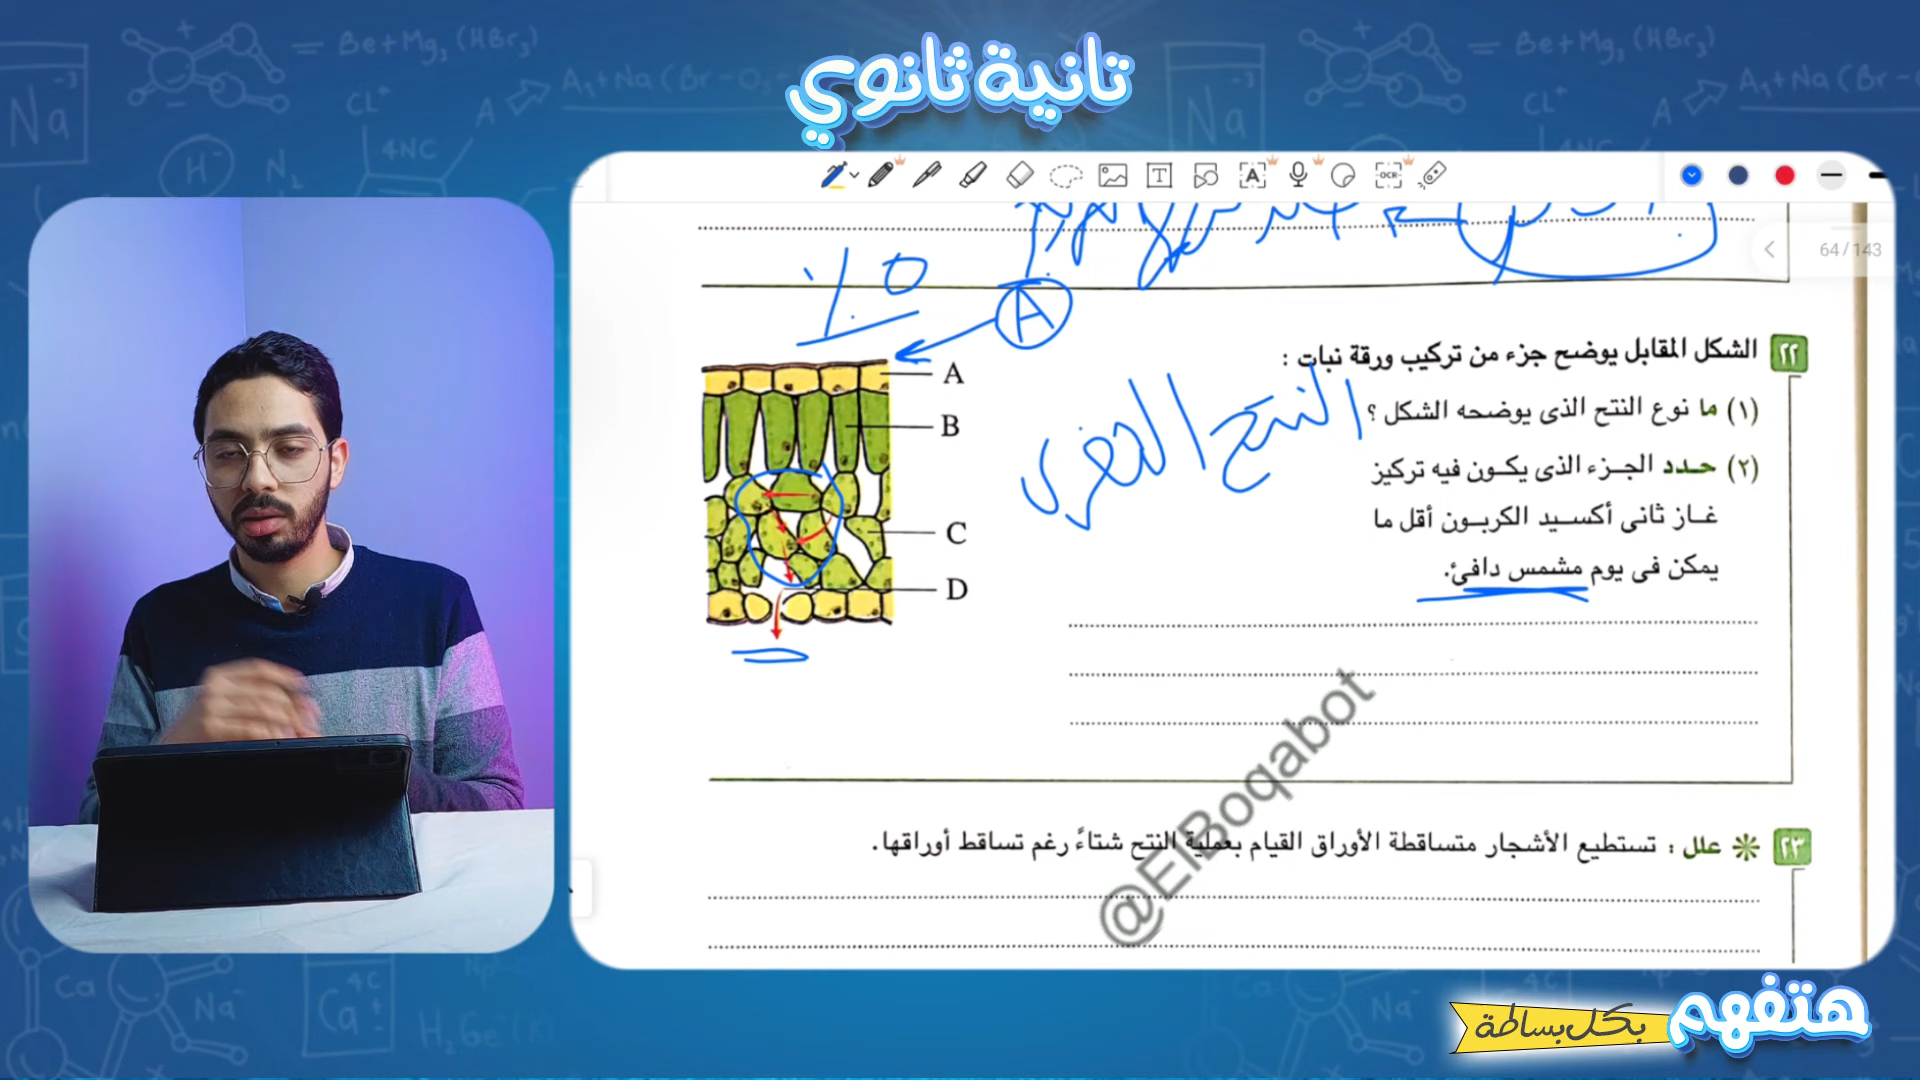 تانية ثانوي
64 / 143
٪ ٥
A
٢٢ الشكل المقابل يوضح جزء من تركيب ورقة نبات :
(١) ما نوع النتح الذى يوضحه الشكل ؟
النتح الثغرى
(٢) حدد الجزء الذى يكون فيه تركيز
غاز ثانى أكسيد الكربون أقل ما
يمكن فى يوم مشمس دافئ.
A
B
C
D
@ElBoqabot
٢٣ علل : تستطيع الأشجار متساقطة الأوراق القيام بعملية النتح شتاءً رغم تساقط أوراقها.
هتفهم
بكل بساطة